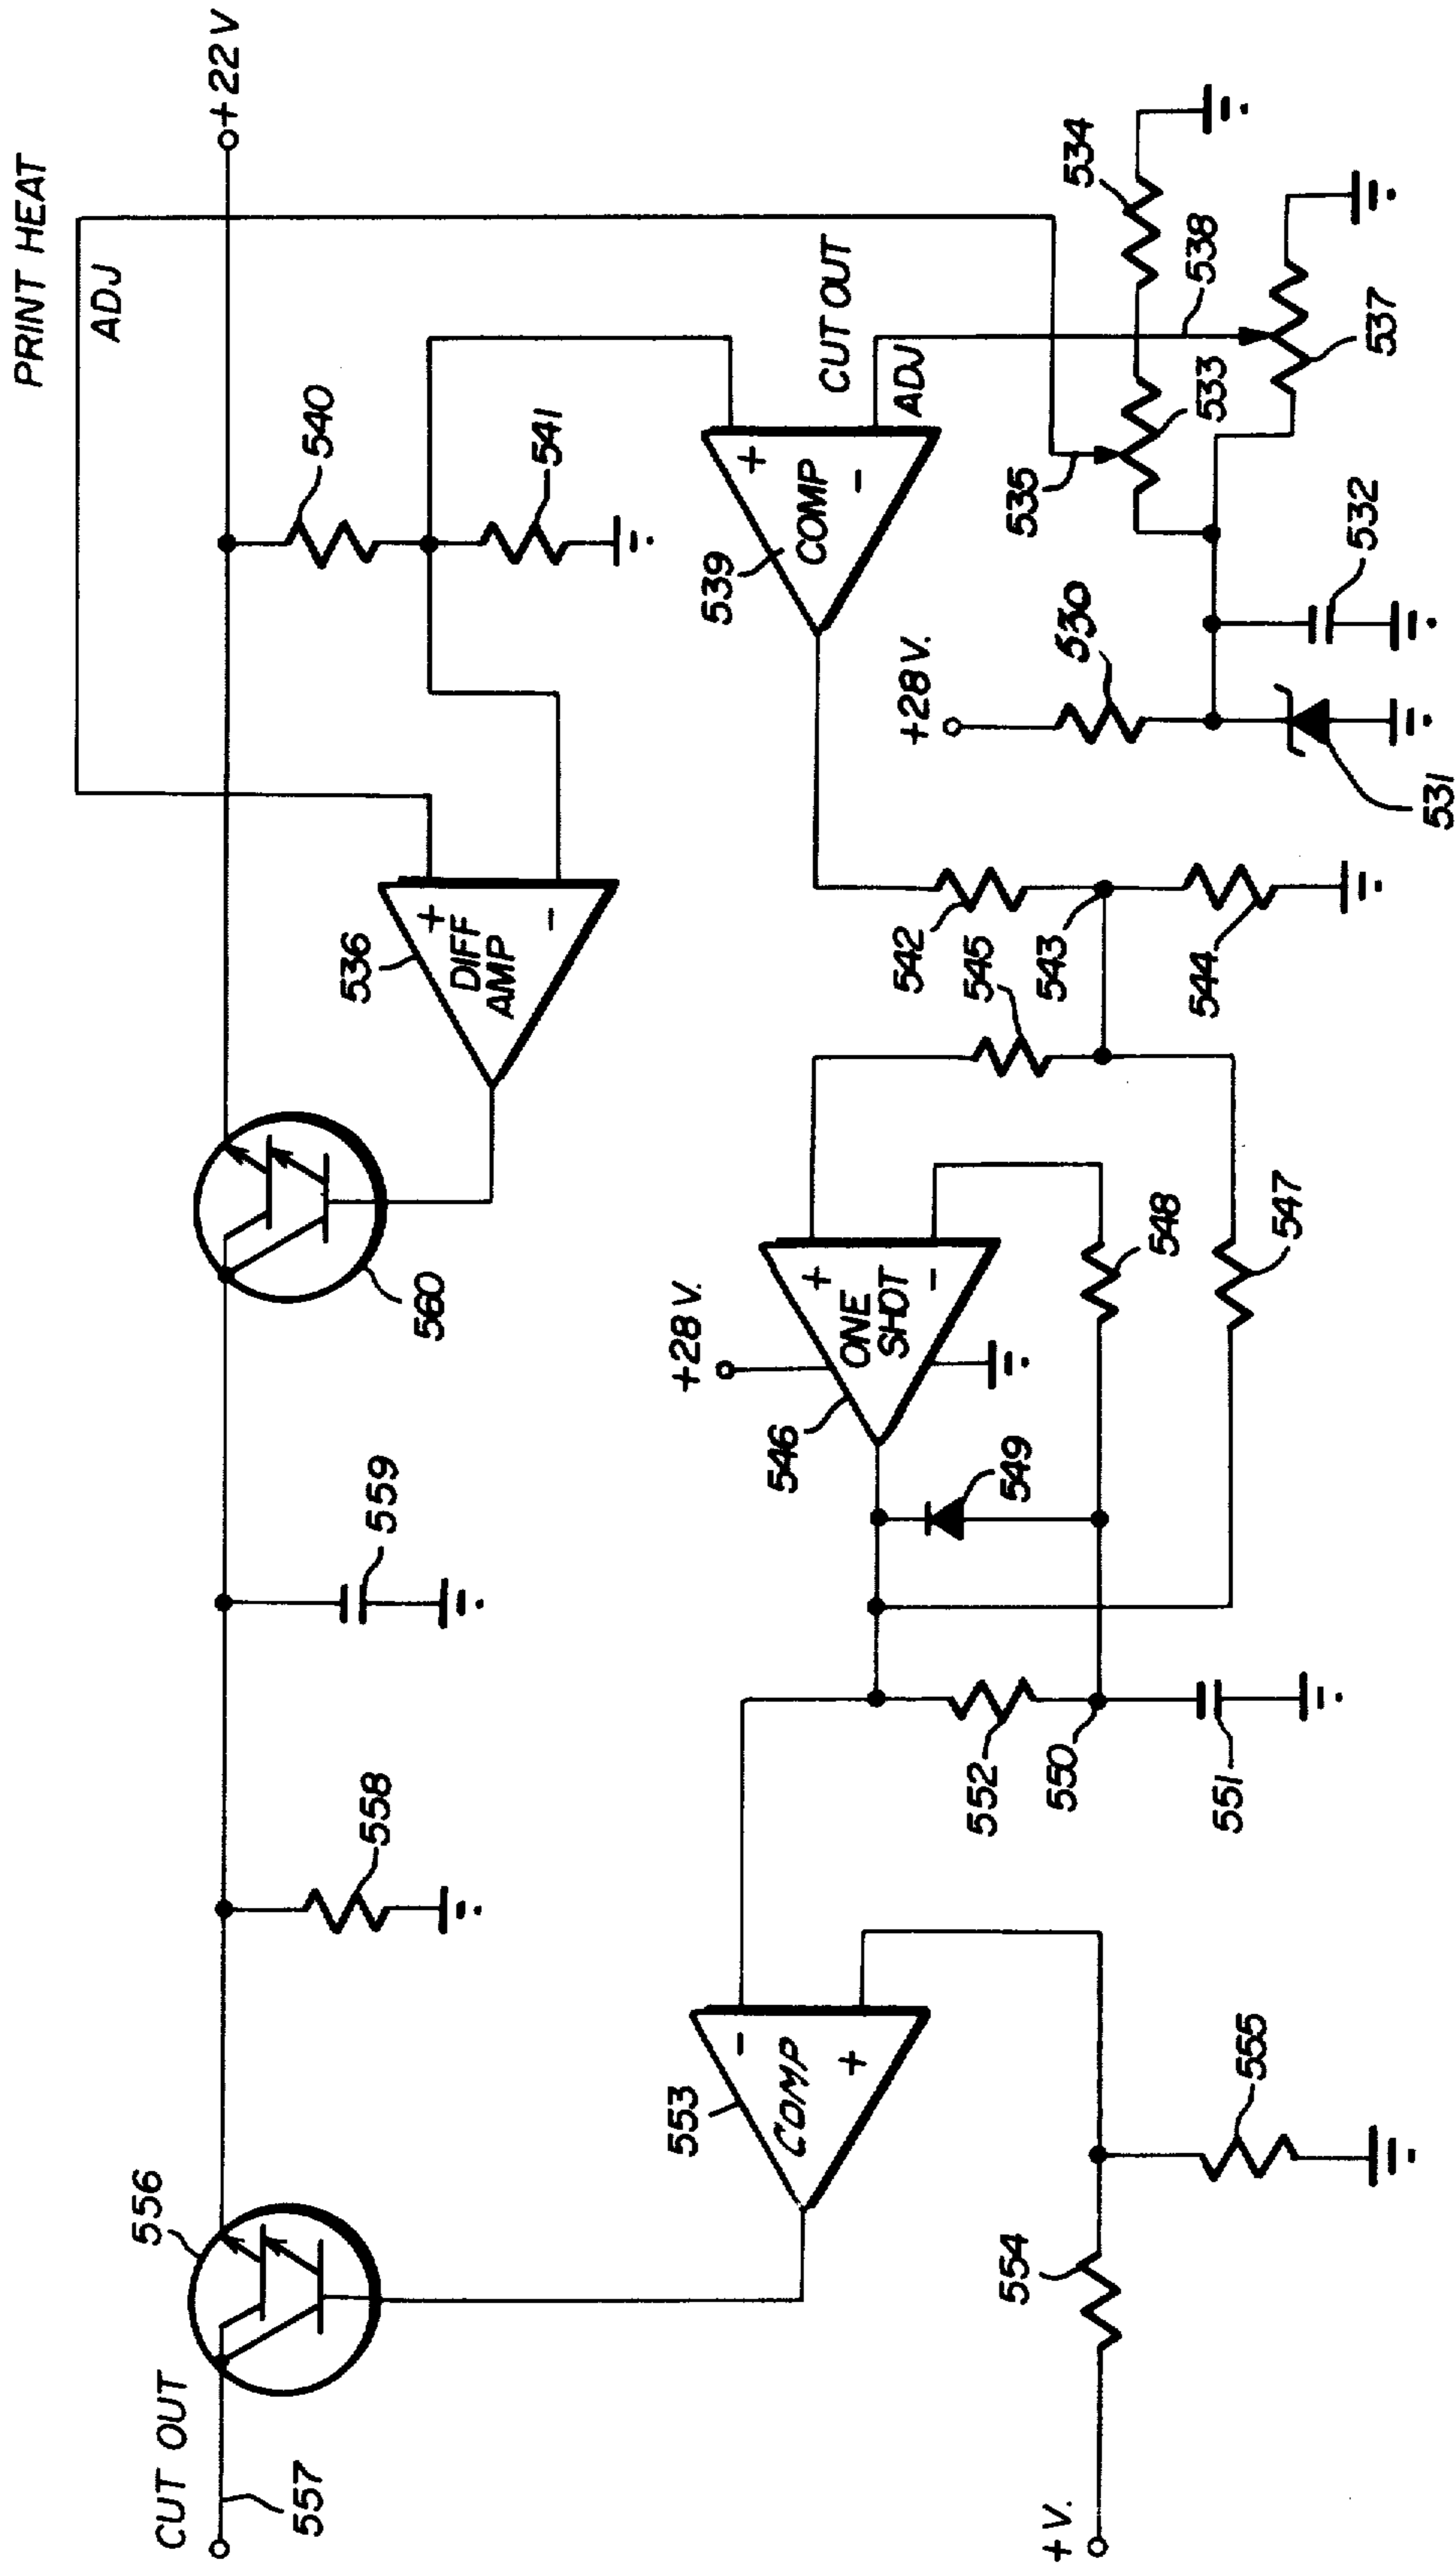 PRINT HEAT
ADJ
+22V
540
541
536
+
DIFF
AMP
-
560
559
558
556
CUT OUT
557
CUT OUT
ADJ
539
+
COMP
-
534
538
533
535
537
532
530
+28V.
531
542
543
544
545
+28V.
546
+
ONE
SHOT
-
548
547
549
552
550
551
553
-
COMP
+
555
554
+V.